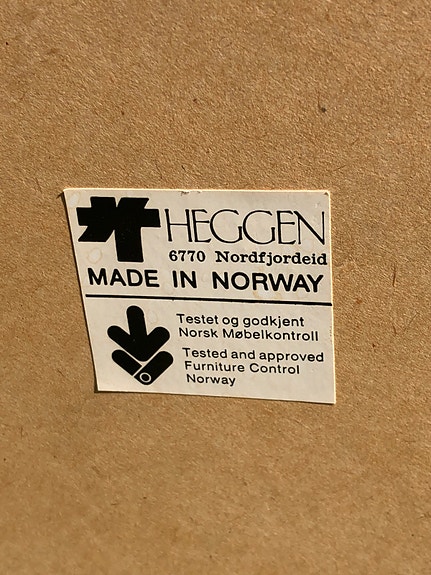 HEGGEN
6770 Nordfjordeid
MADE IN NORWAY
Testet og godkjent
Norsk Møbelkontroll
Tested and approved
Furniture Control
Norway